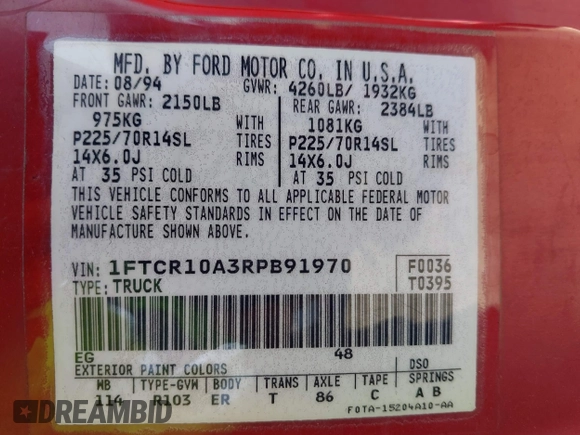 MFD. BY FORD MOTOR CO. IN U.S.A.
DATE: 08/94 GVWR: 4260LB/ 1932KG
FRONT GAWR: 2150LB REAR GAWR: 2384LB
975KG WITH 1081KG WITH
P225/70R14SL TIRES P225/70R14SL TIRES
14X6.0J RIMS 14X6.0J RIMS
AT 35 PSI COLD AT 35 PSI COLD
THIS VEHICLE CONFORMS TO ALL APPLICABLE FEDERAL MOTOR
VEHICLE SAFETY STANDARDS IN EFFECT ON THE DATE OF
MANUFACTURE SHOWN ABOVE.
VIN: 1FTCR10A3RPB91970 F0036
TYPE: TRUCK T0395
EG 48
EXTERIOR PAINT COLORS DSO
WB TYPE-GVW BODY TRANS AXLE TAPE SPRINGS
114 R103 ER T 86 C A B
F0TA-15204A10-AA
DREAMBID